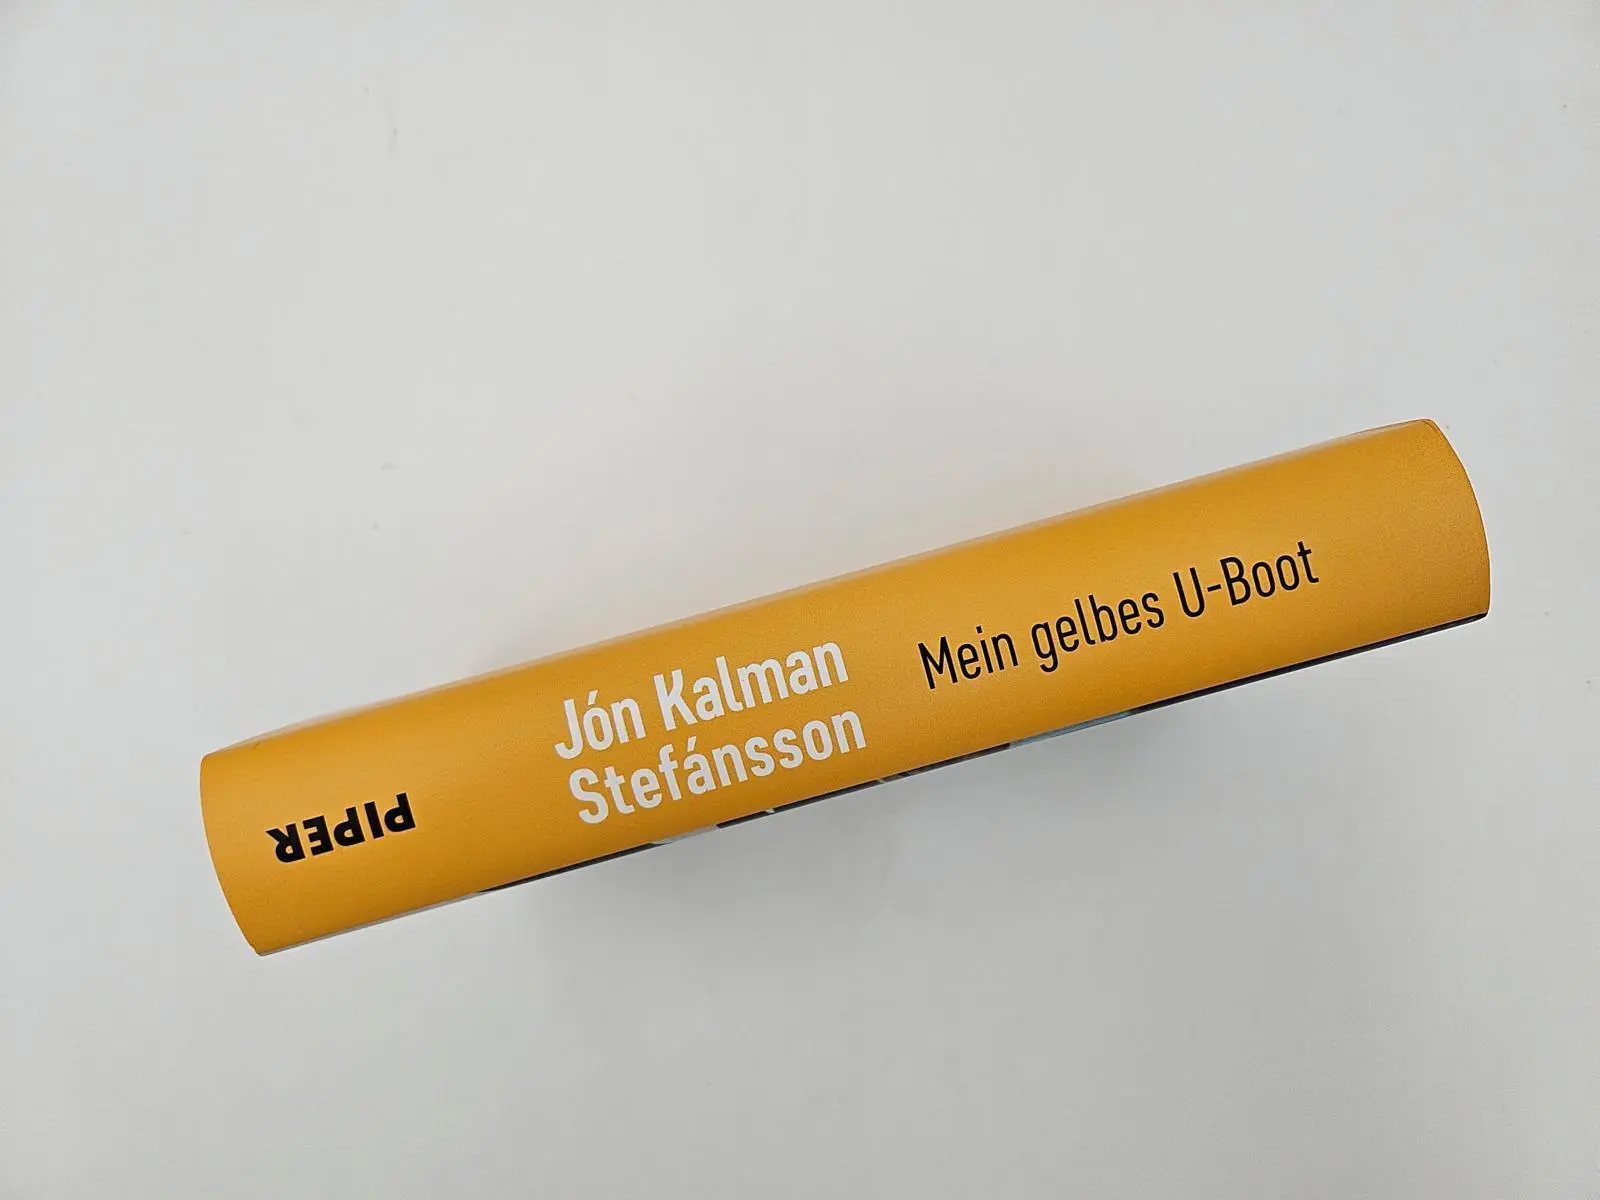 Jón Kalman
Stefánsson
Mein gelbes U-Boot
PIPER